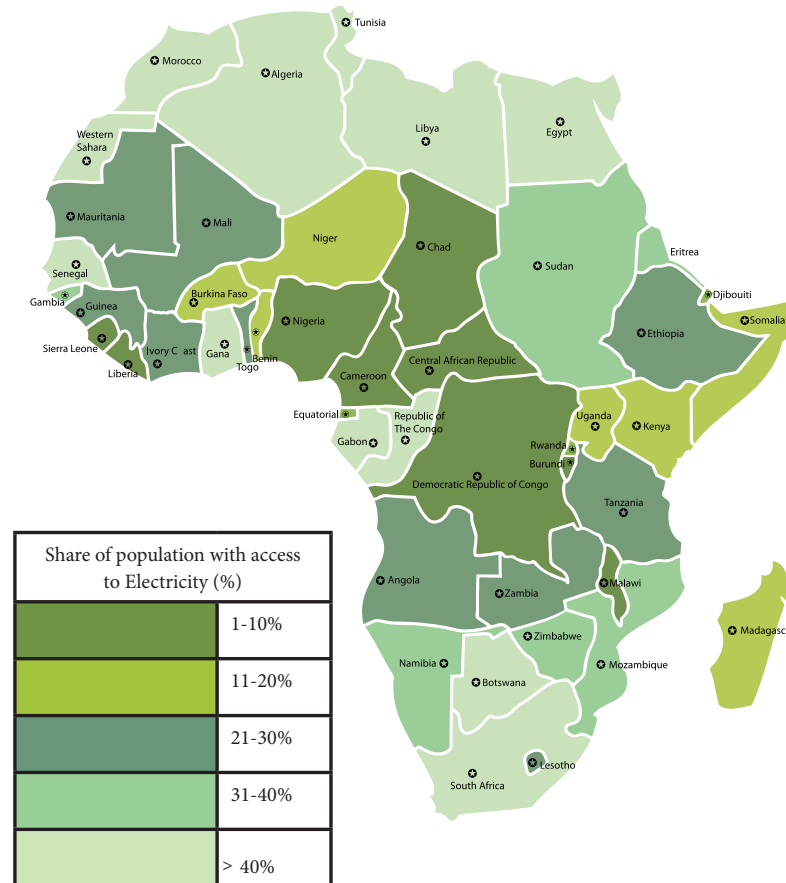 Tunisia
Morocco
Algeria
Libya
Egypt
Western
Sahara
Mauritania
Mali
Niger
Chad
Sudan
Eritrea
Senegal
Gambia
Guinea
Burkina Faso
Djibouiti
Somalia
Nigeria
Ethiopia
Sierra Leone
Ivory C ast
Gana
Benin
Togo
Liberia
Central African Republic
Cameroon
Equatorial
Republic of
The Congo
Gabon
Uganda
Kenya
Rwanda
Burundi
Democratic Republic of Congo
Tanzania
Angola
Zambia
Malawi
Zimbabwe
Madagasc
Namibia
Mozambique
Botswana
South Africa
Lesotho
Share of population with access
to Electricity (%)
1-10%
11-20%
21-30%
31-40%
> 40%